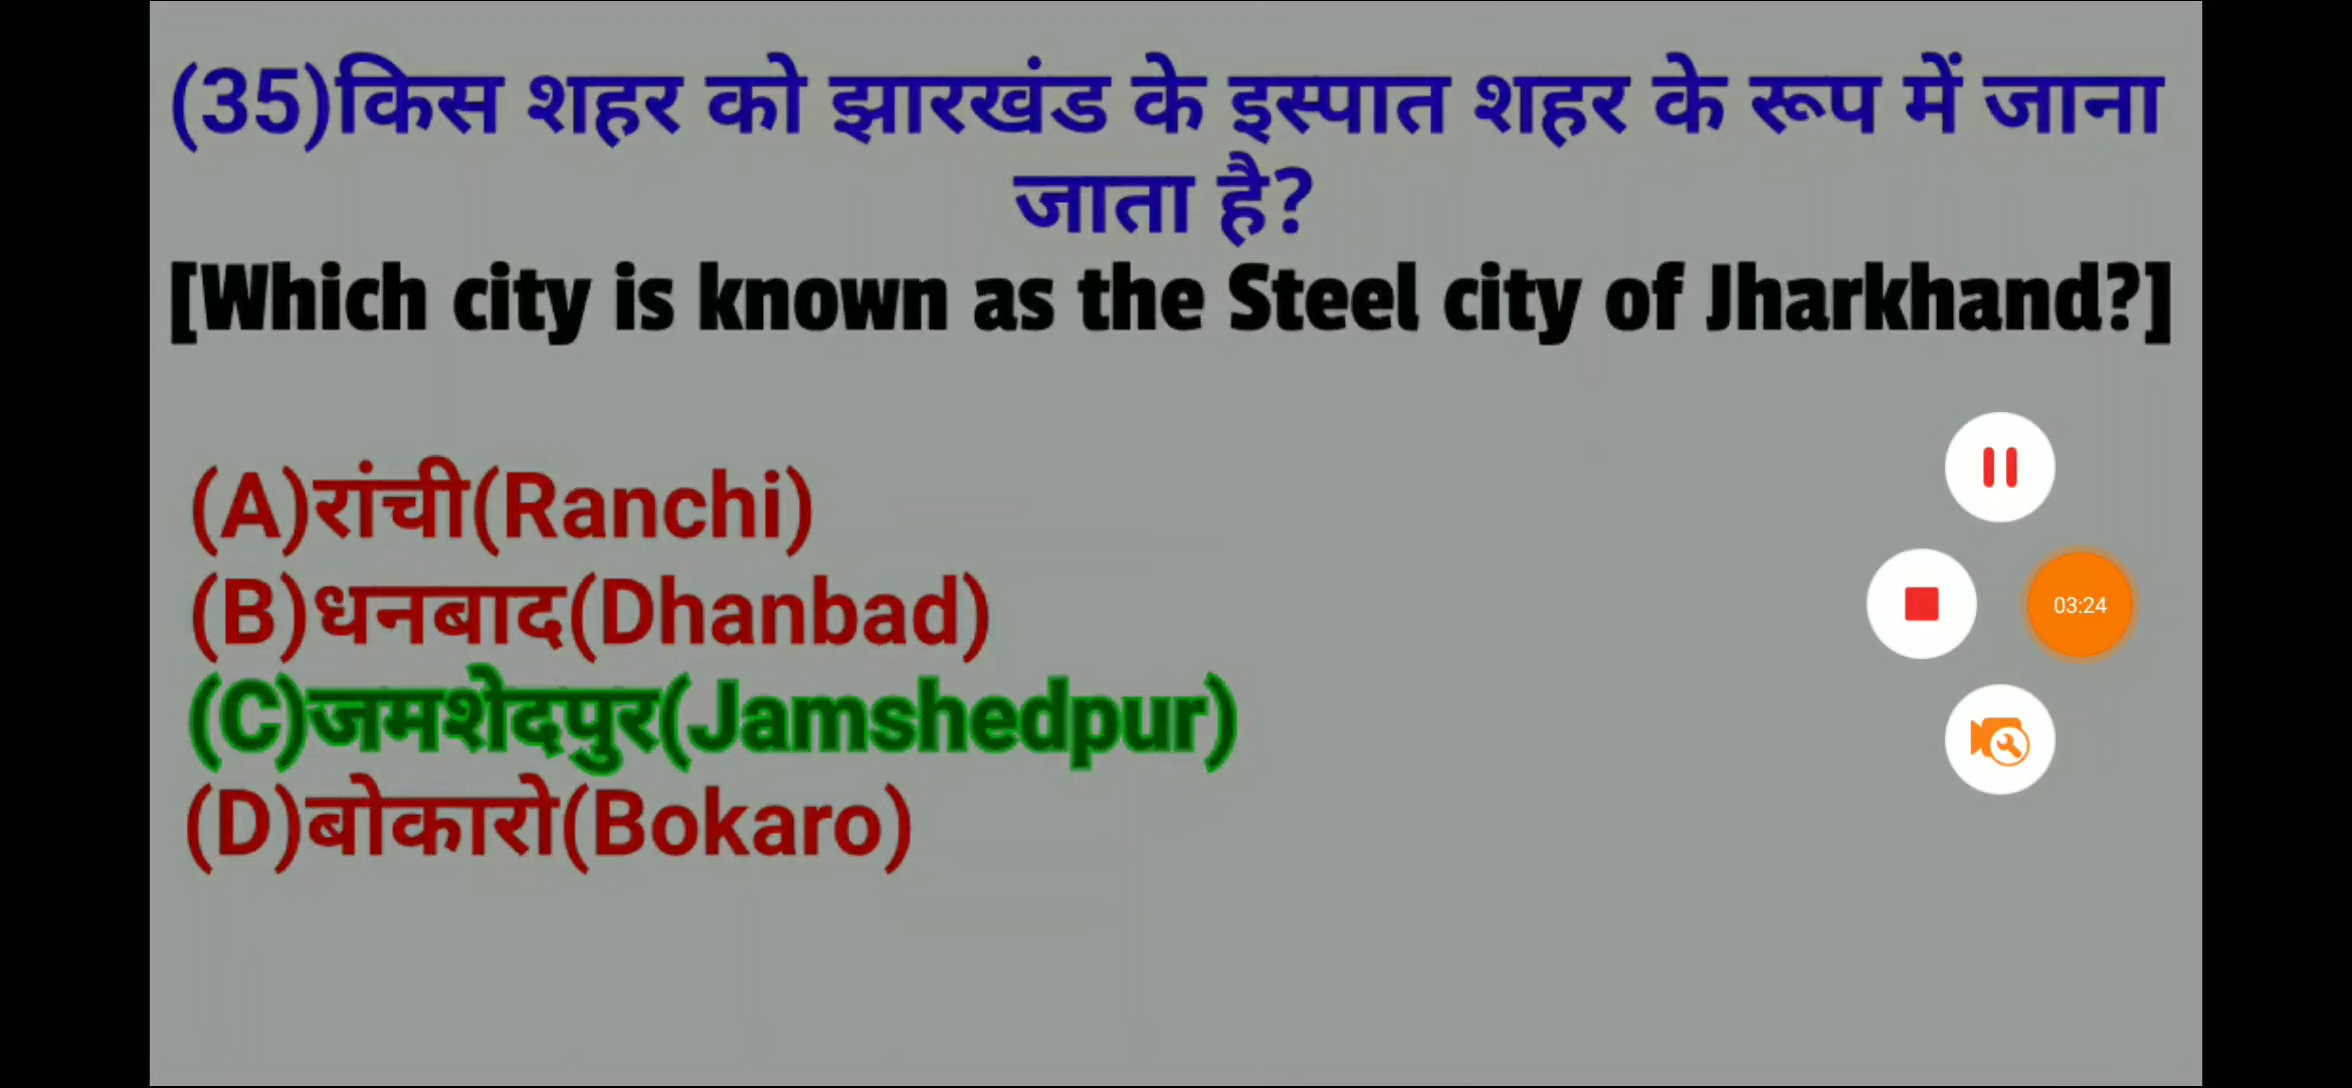 (35)किस शहर को झारखंड के इस्पात शहर के रूप में जाना
जाता है?
[Which city is known as the Steel city of Jharkhand?]
(A)रांची(Ranchi)
(B)धनबाद(Dhanbad)
(C)जमशेदपुर(Jamshedpur)
(D)बोकारो(Bokaro)
03:24